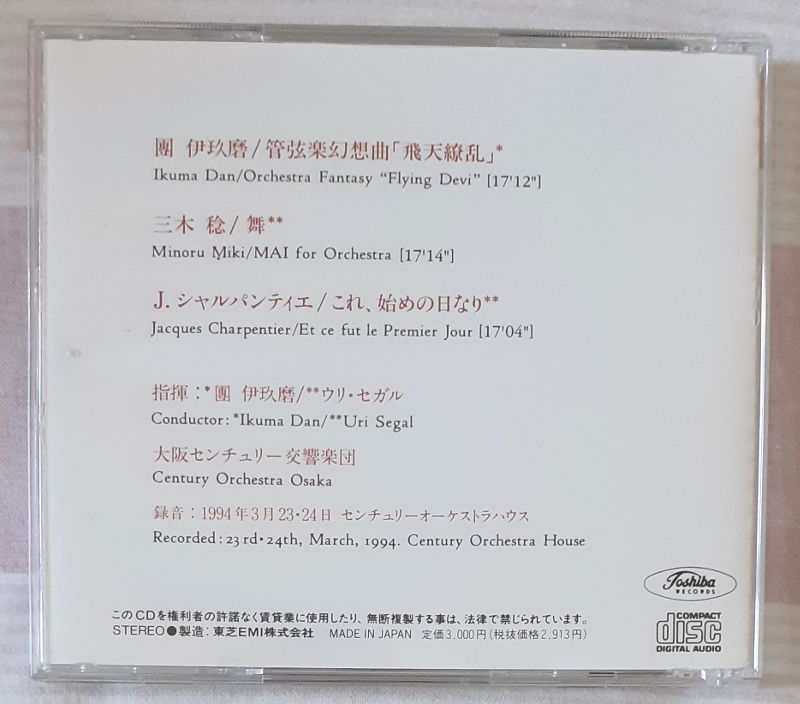 團 伊玖磨/管弦楽幻想曲「飛天繚乱」*
Ikuma Dan/Orchestra Fantasy “Flying Devi” [17'12"]
三木 稔/舞**
Minoru Miki/MAI for Orchestra [17'14"]
J. シャルパンティエ/これ、始めの日なり**
Jacques Charpentier/Et ce fut le Premier Jour [17'04"]
指揮：*團 伊玖磨/**ウリ・セガル
Conductor: *Ikuma Dan/**Uri Segal
大阪センチュリー交響楽団
Century Orchestra Osaka
録音：1994年3月23・24日 センチュリーオーケストラハウス
Recorded: 23rd・24th, March, 1994. Century Orchestra House
Toshiba
RECORDS
このCDを権利者の許諾なく賃貸業に使用したり、無断複製する事は、法律で禁じられています。
STEREO●製造：東芝EMI株式会社 MADE IN JAPAN 定価3,000円(税抜価格2,913円)
COMPACT
disc
DIGITAL AUDIO